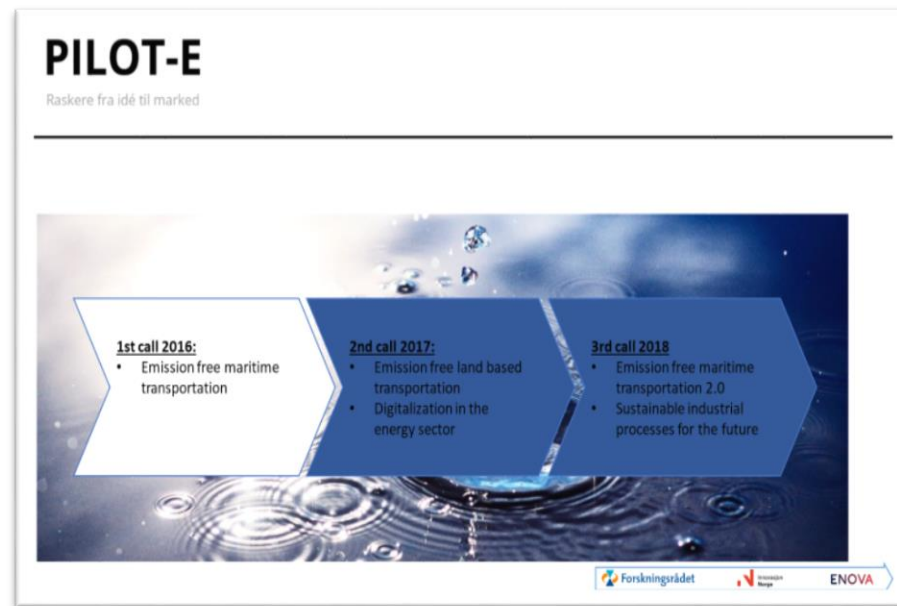 PILOT-E
Raskere fra idé til marked
1st call 2016:
• Emission free maritime
transportation
2nd call 2017:
• Emission free land based
transportation
• Digitalization in the
energy sector
3rd call 2018
• Emission free maritime
transportation 2.0
• Sustainable industrial
processes for the future
Forskningsrådet
Innovasjon
Norge
ENOVA